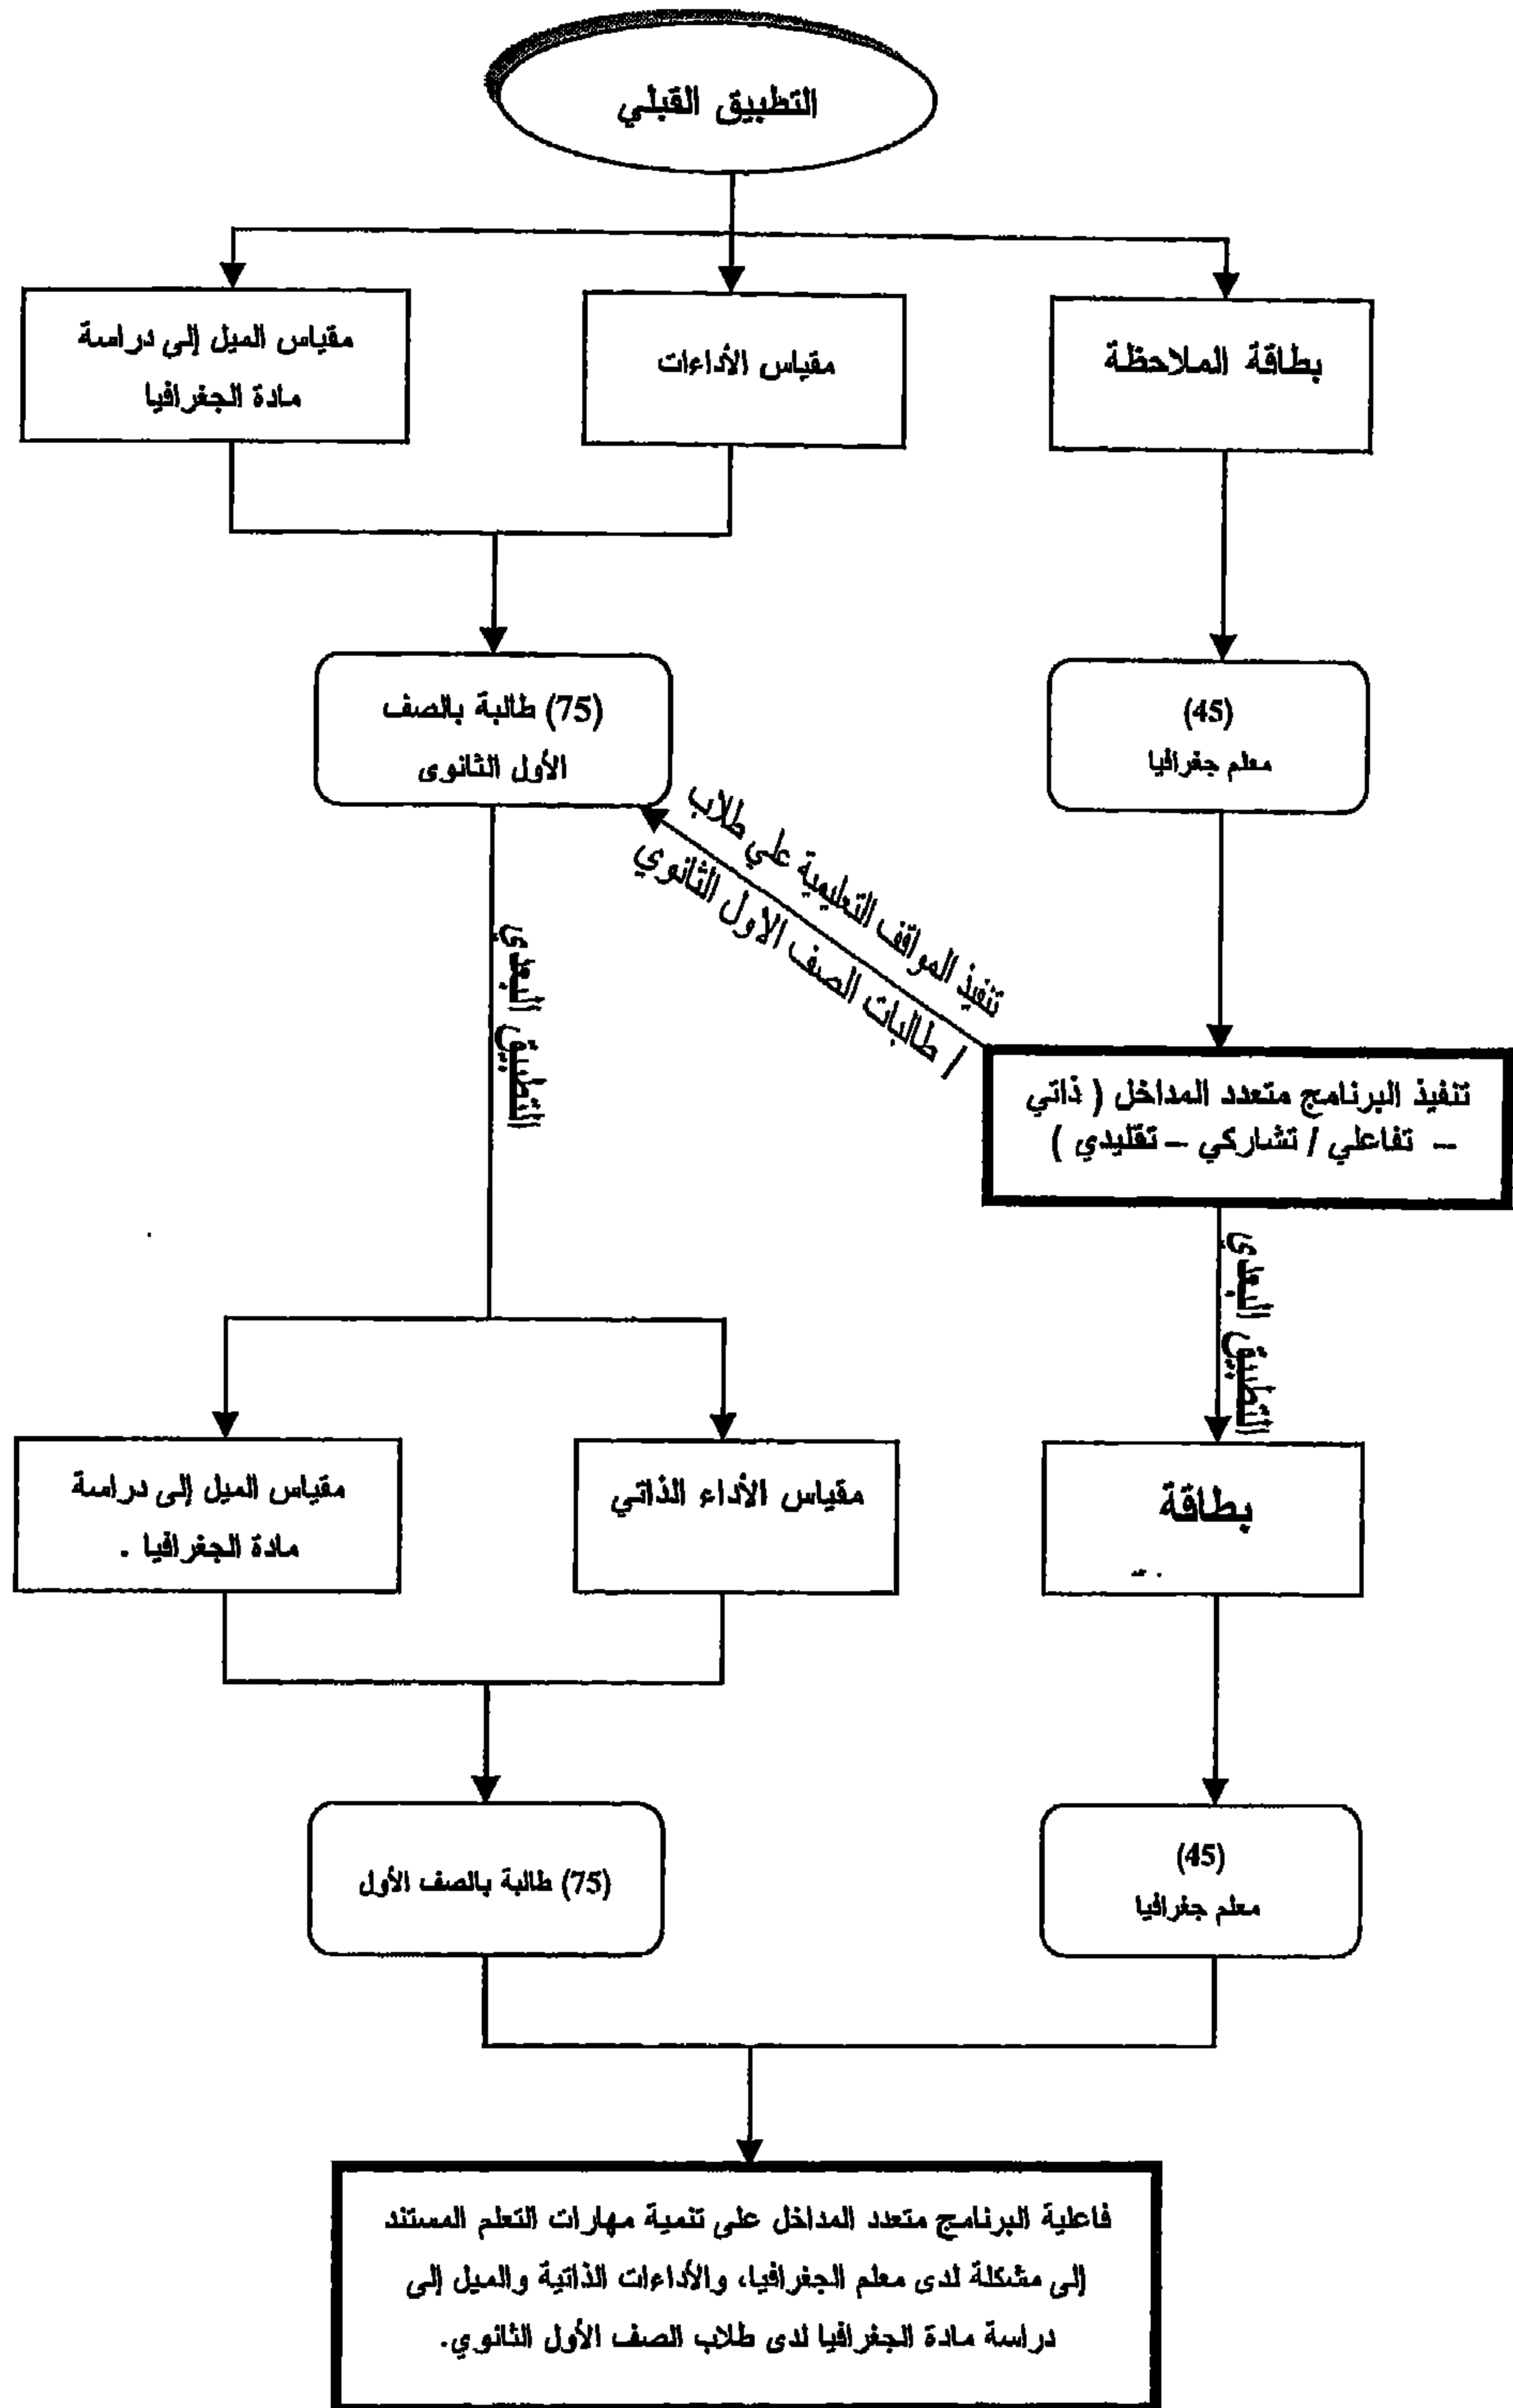 التطبيق القبلي
بطاقة الملاحظة
مقياس الأداءات
مقياس الميل إلى دراسة
مادة الجغرافيا
(45)
معلم جغرافيا
(75) طالبة بالصف
الأول الثانوى
تنفيذ المواقف التعليمية علي طلاب
/ طالبات الصف الاول الثانوي
تنفيذ البرنامج متعدد المداخل ( ذاتي
– تفاعلي / تشاركي – تقليدي )
التطبيق البعدي
التطبيق البعدي
بطاقة
مقياس الأداء الذاتي
مقياس الميل إلى دراسة
مادة الجغرافيا .
(45)
معلم جغرافيا
(75) طالبة بالصف الأول
فاعلية البرنامج متعدد المداخل على تنمية مهارات التعلم المستند
إلى مشكلة لدى معلم الجغرافيا، والأداءات الذاتية والميل إلى
دراسة مادة الجغرافيا لدى طلاب الصف الأول الثانوي.